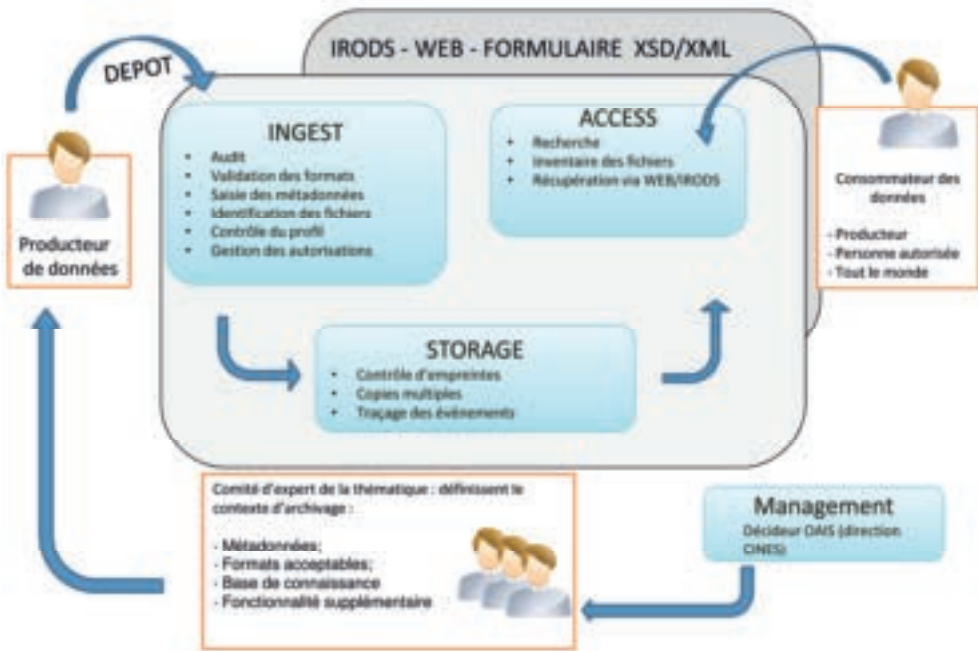 IRODS - WEB - FORMULAIRE XSD/XML
DEPOT
Producteur
de données
INGEST
• Audit
• Validation des formats
• Saisie des métadonnées
• Identification des fichiers
• Contrôle du profil
• Gestion des autorisations
ACCESS
• Recherche
• Inventaire des fichiers
• Récupération via WEB/IRODS
Consommateur des
données
- Producteur
- Personne autorisée
- Tout le monde
STORAGE
• Contrôle d'empreintes
• Copies multiples
• Traçage des évènements
Comité d'expert de la thématique : définissent le
contexte d'archivage :
- Métadonnées;
- Formats acceptables;
- Base de connaissance
- Fonctionnalité supplémentaire
Management
Décideur OAIS (direction
CINES)